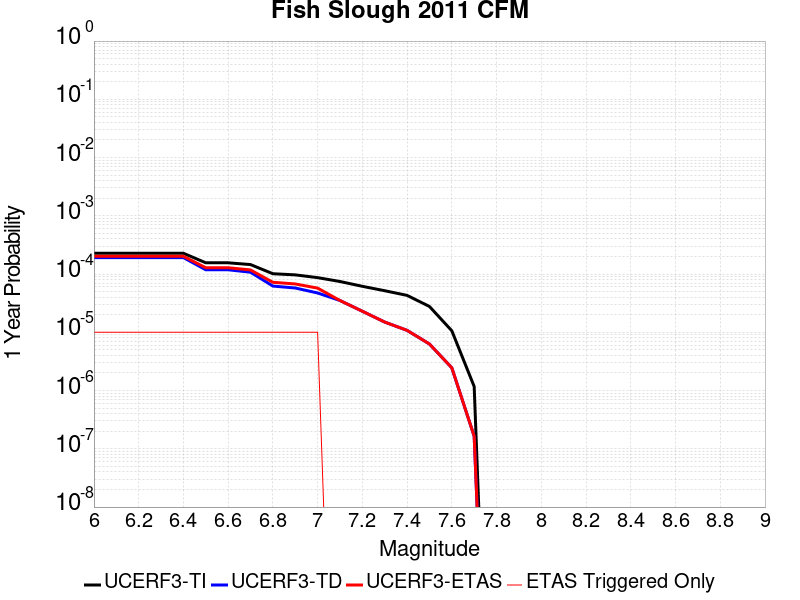 Fish Slough 2011 CFM
10^0
10^-1
10^-2
10^-3
10^-4
10^-5
10^-6
10^-7
10^-8
1 Year Probability
6 6.2 6.4 6.6 6.8 7 7.2 7.4 7.6 7.8 8 8.2 8.4 8.6 8.8 9
Magnitude
UCERF3-TI UCERF3-TD UCERF3-ETAS ETAS Triggered Only